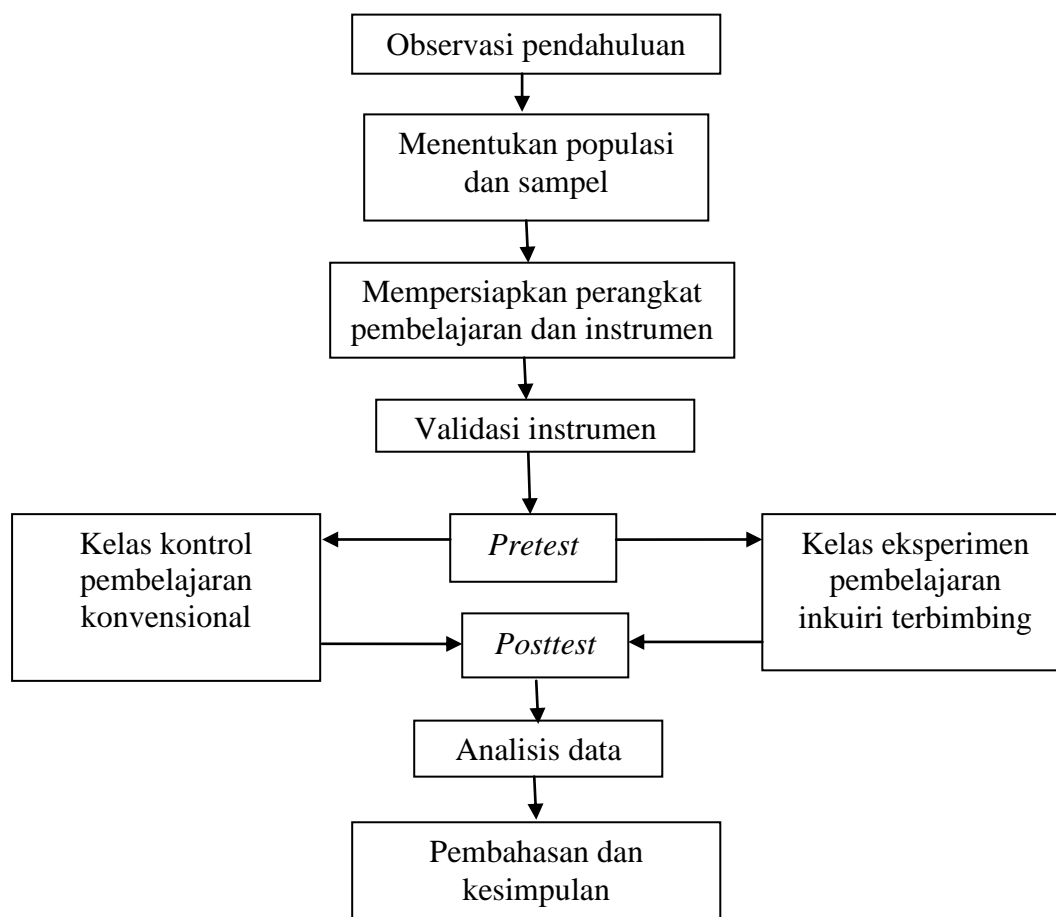 Observasi pendahuluan
Menentukan populasi
dan sampel
Mempersiapkan perangkat
pembelajaran dan instrumen
Validasi instrumen
Kelas kontrol
pembelajaran
konvensional
Pretest
Kelas eksperimen
pembelajaran
inkuiri terbimbing
Posttest
Analisis data
Pembahasan dan
kesimpulan